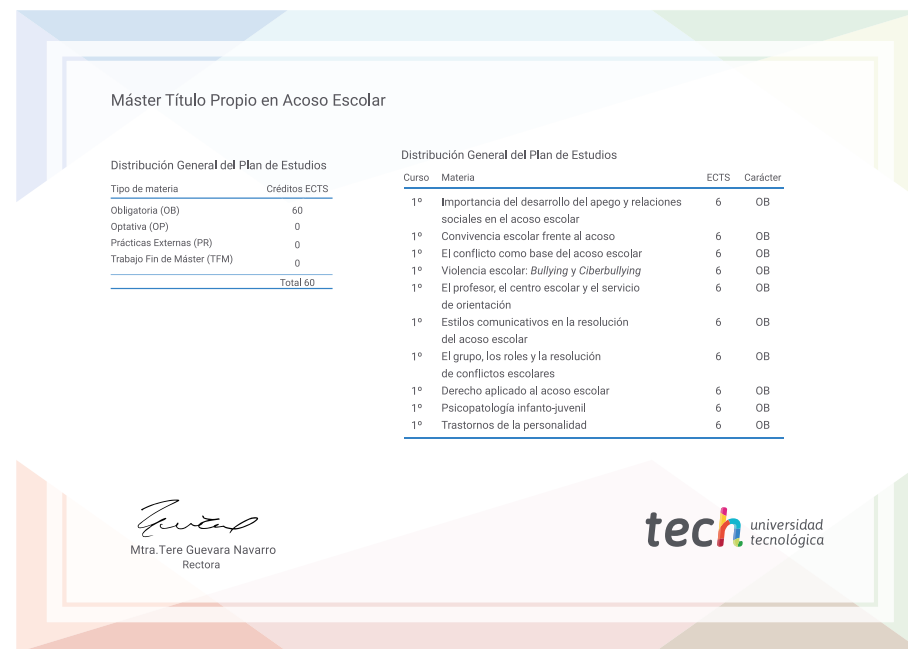 Máster Título Propio en Acoso Escolar
Distribución General del Plan de Estudios
Tipo de materia Créditos ECTS
Obligatoria (OB) 60
Optativa (OP) 0
Prácticas Externas (PR) 0
Trabajo Fin de Máster (TFM) 0
Total 60
Distribución General del Plan de Estudios
Curso Materia ECTS Carácter
1º Importancia del desarrollo del apego y relaciones 6 OB
sociales en el acoso escolar
1º Convivencia escolar frente al acoso 6 OB
1º El conflicto como base del acoso escolar 6 OB
1º Violencia escolar: Bullying y Ciberbullying 6 OB
1º El profesor, el centro escolar y el servicio 6 OB
de orientación
1º Estilos comunicativos en la resolución 6 OB
del acoso escolar
1º El grupo, los roles y la resolución 6 OB
de conflictos escolares
1º Derecho aplicado al acoso escolar 6 OB
1º Psicopatología infanto-juvenil 6 OB
1º Trastornos de la personalidad 6 OB
Mtra.Tere Guevara Navarro
Rectora
tech universidad
tecnológica